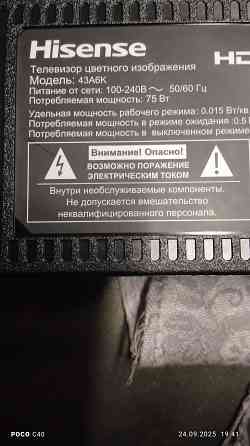 Hisense
HD
Телевизор цветного изображения
Модель: 43A6K
Питание от сети: 100-240В ~ 50/60 Гц
Потребляемая мощность: 75 Вт
Удельная мощность рабочего режима: 0.015 Вт/кв
Потребляемая мощность в режиме ожидания :0.5
Потребляемая мощность в выключенном режиме
Внимание! Опасно!
ВОЗМОЖНО ПОРАЖЕНИЕ
ЭЛЕКТРИЧЕСКИМ ТОКОМ
Внутри необслуживаемые компоненты.
Не допускается вмешательство
неквалифицированного персонала.
POCO C40
24.09.2025 19:41